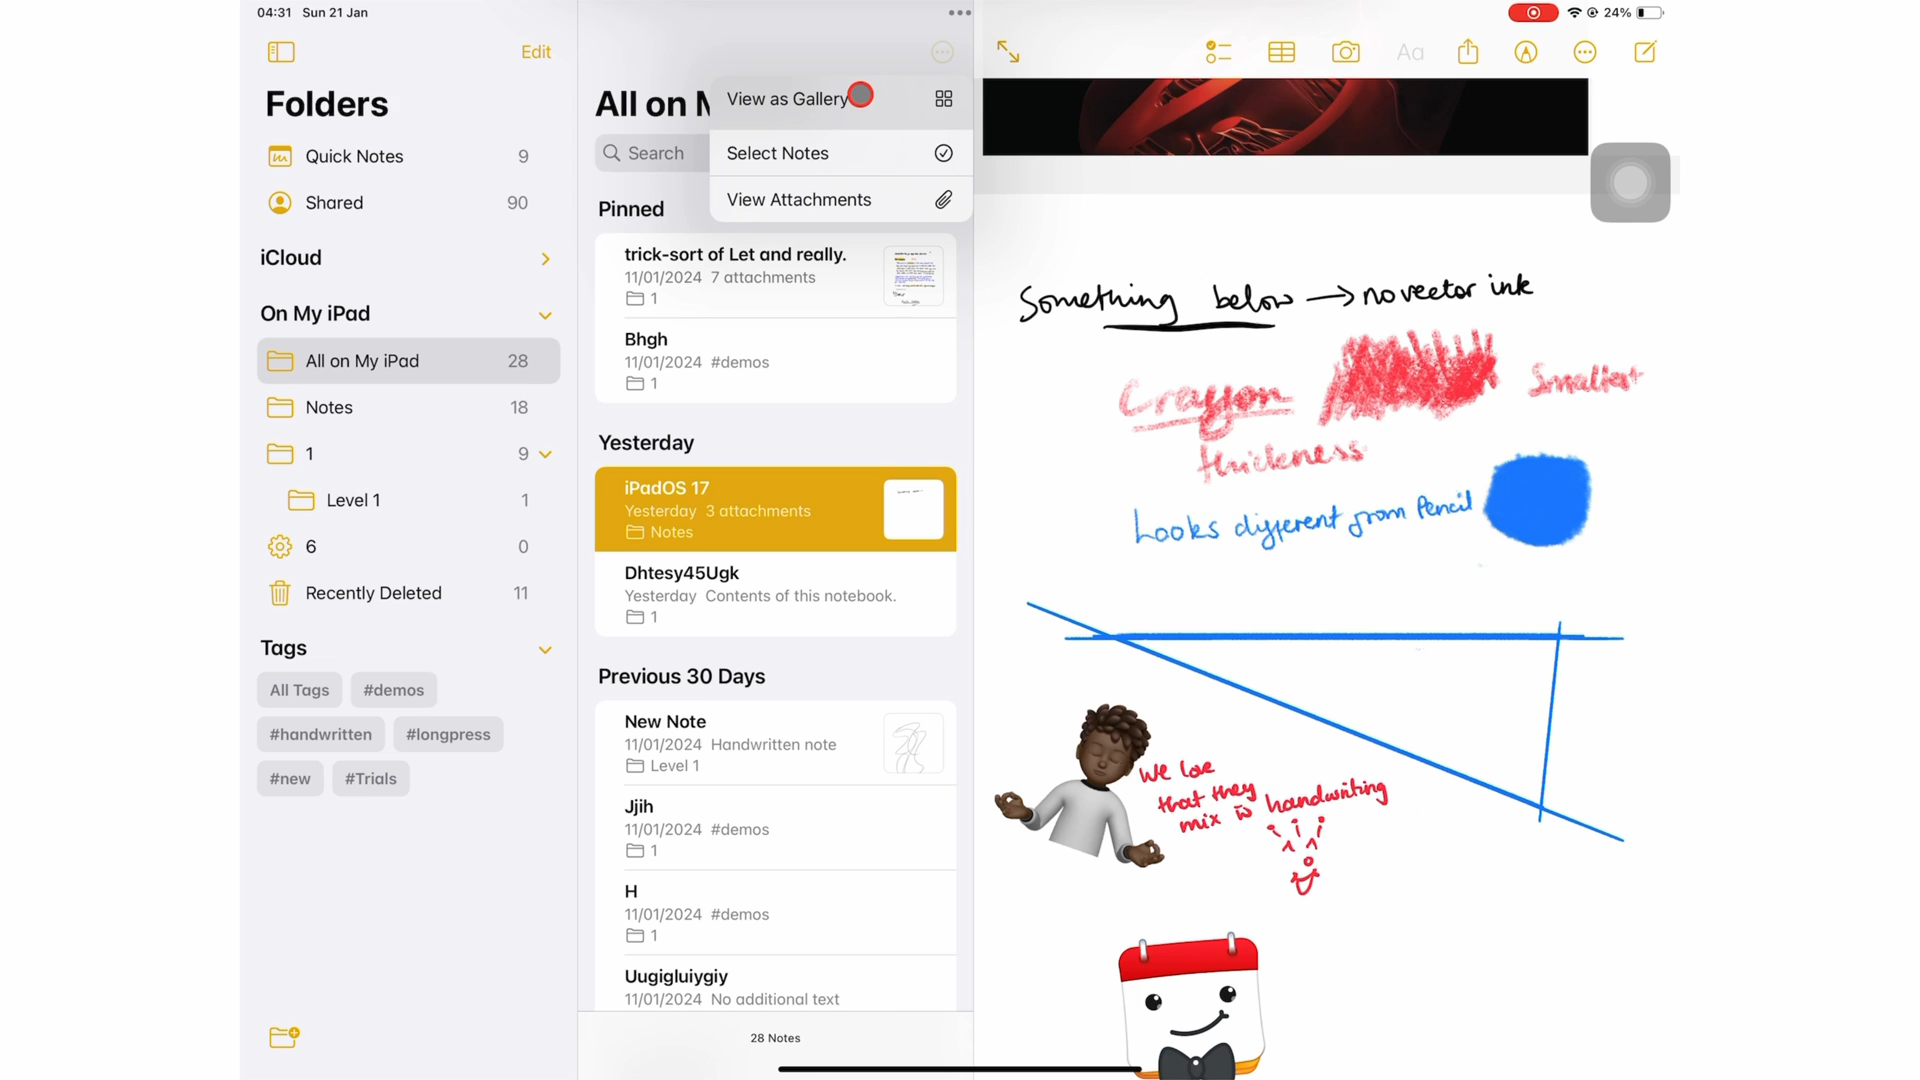 04:31 Sun 21 Jan
24%
Edit
Folders
Quick Notes 9
Shared 90
iCloud
On My iPad
All on My iPad 28
Notes 18
1 9
Level 1 1
6 0
Recently Deleted 11
Tags
All Tags #demos
#handwritten #longpress
#new #Trials
All on M
View as Gallery
Search
Select Notes
View Attachments
Pinned
trick-sort of Let and really.
11/01/2024 7 attachments
1
Bhgh
11/01/2024 #demos
1
Yesterday
iPadOS 17
Yesterday 3 attachments
Notes
Dhtesy45Ugk
Yesterday Contents of this notebook.
1
Previous 30 Days
New Note
11/01/2024 Handwritten note
Level 1
Jjih
11/01/2024 #demos
1
H
11/01/2024 #demos
1
Uugigluiygiy
11/01/2024 No additional text
28 Notes
Aa
Something below → no vector ink
Crayon Smallest
thickness
Looks different from Pencil
We love
that they
mix w̄ handwriting